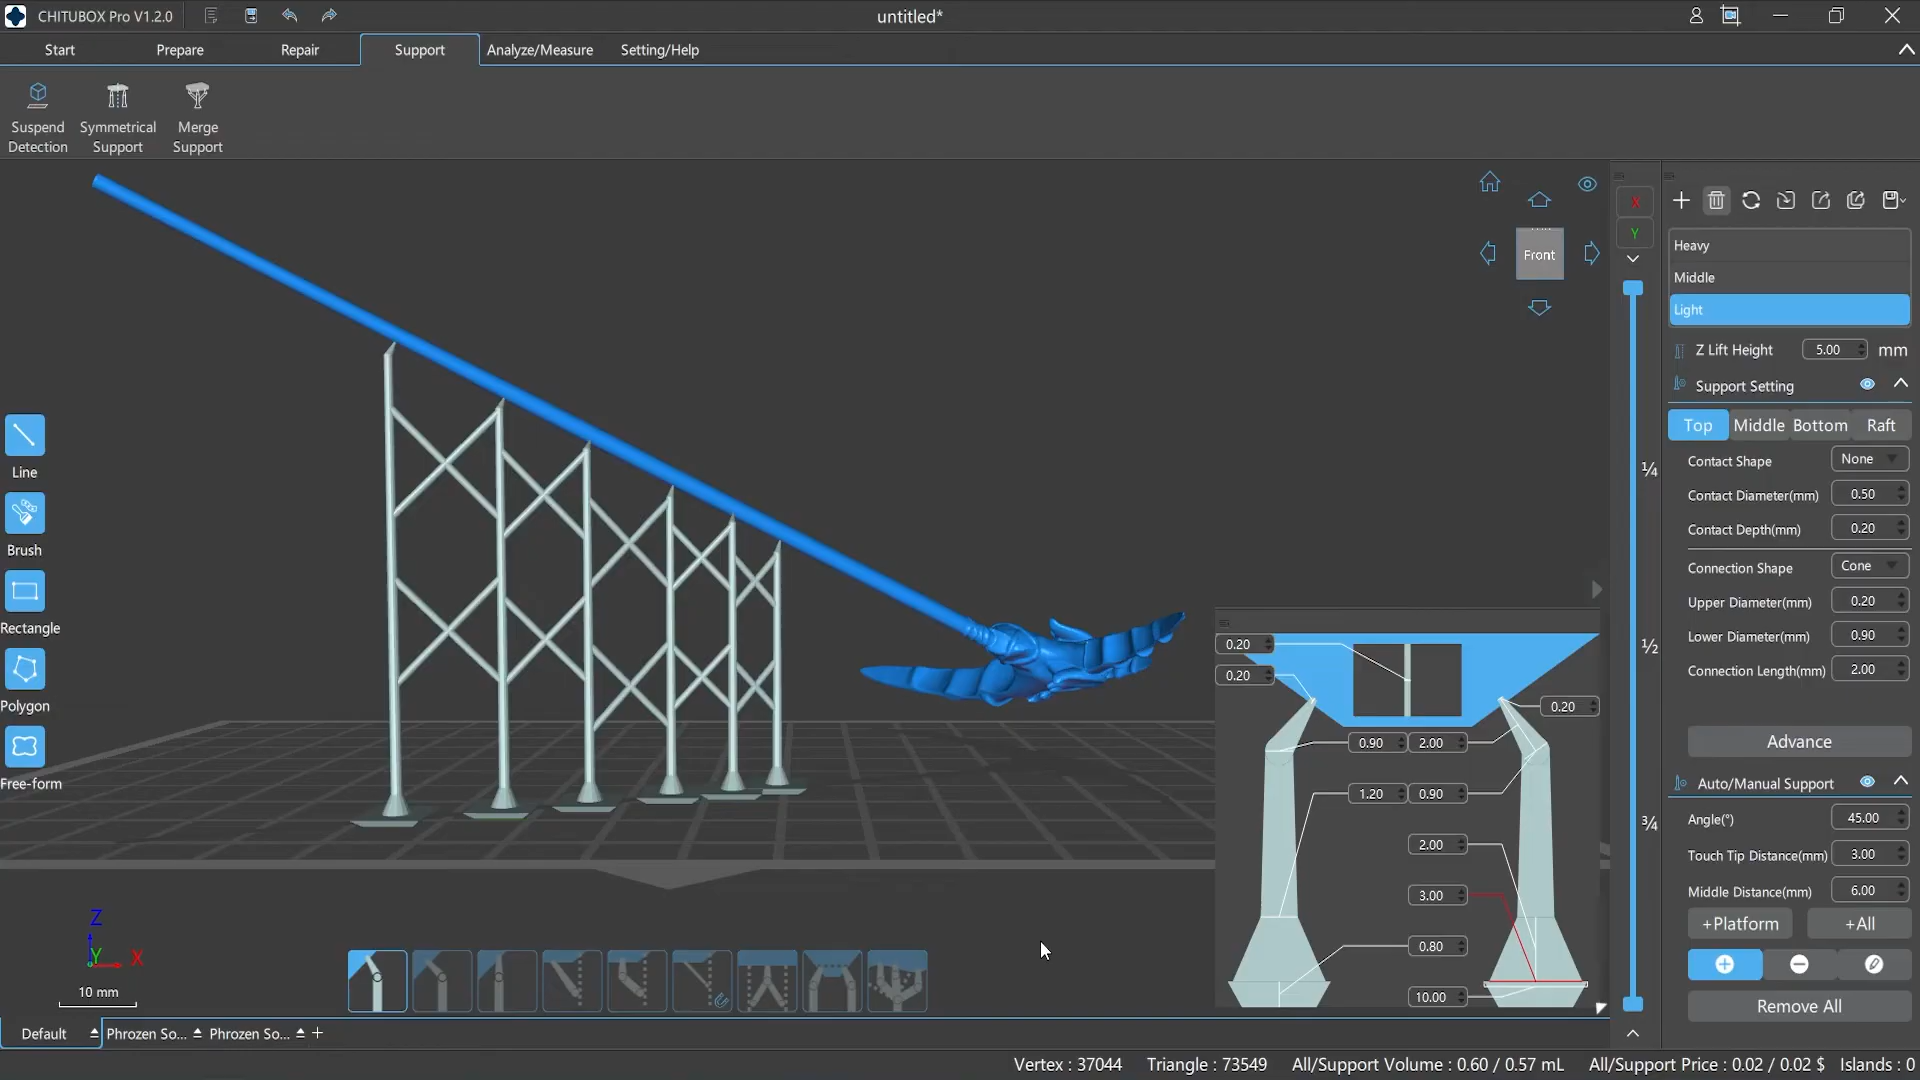 CHITUBOX Pro V1.2.0
untitled*
Start
Prepare
Repair
Support
Analyze/Measure
Setting/Help
Suspend
Detection
Symmetrical
Support
Merge
Support
Line
Brush
Rectangle
Polygon
Free-form
Front
X
Y
1/4
1/2
3/4
Heavy
Middle
Light
Z Lift Height 5.00 mm
Support Setting
Top Middle Bottom Raft
Contact Shape None
Contact Diameter(mm) 0.50
Contact Depth(mm) 0.20
Connection Shape Cone
Upper Diameter(mm) 0.20
Lower Diameter(mm) 0.90
Connection Length(mm) 2.00
Advance
Auto/Manual Support
Angle(°) 45.00
Touch Tip Distance(mm) 3.00
Middle Distance(mm) 6.00
+Platform +All
Remove All
0.20
0.20
0.20
0.90 2.00
1.20 0.90
2.00
3.00
0.80
10.00
Z
Y
X
10 mm
Default Phrozen So... Phrozen So... +
Vertex : 37044 Triangle : 73549 All/Support Volume : 0.60 / 0.57 mL All/Support Price : 0.02 / 0.02 $ Islands : 0